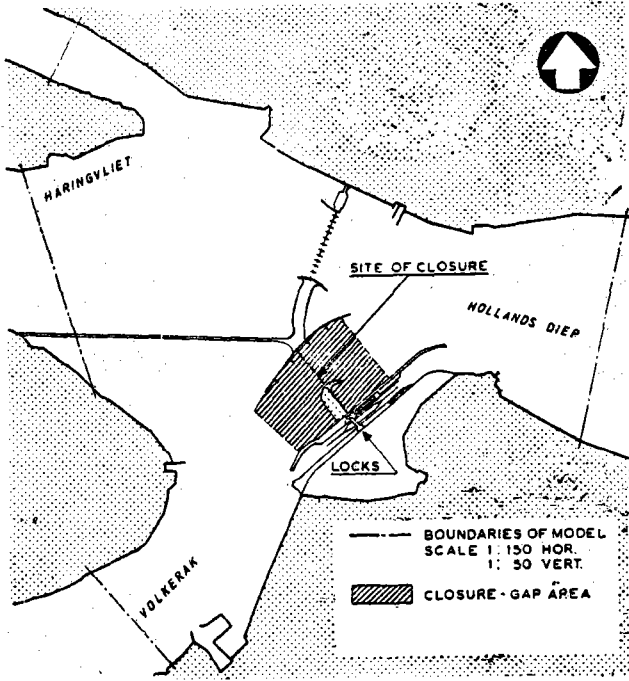 HARINGVLIET
SITE OF CLOSURE
HOLLANDS DIEP
LOCKS
VOLKERAK
BOUNDARIES OF MODEL
SCALE 1: 150 HOR.
1: 50 VERT.
CLOSURE-GAP AREA